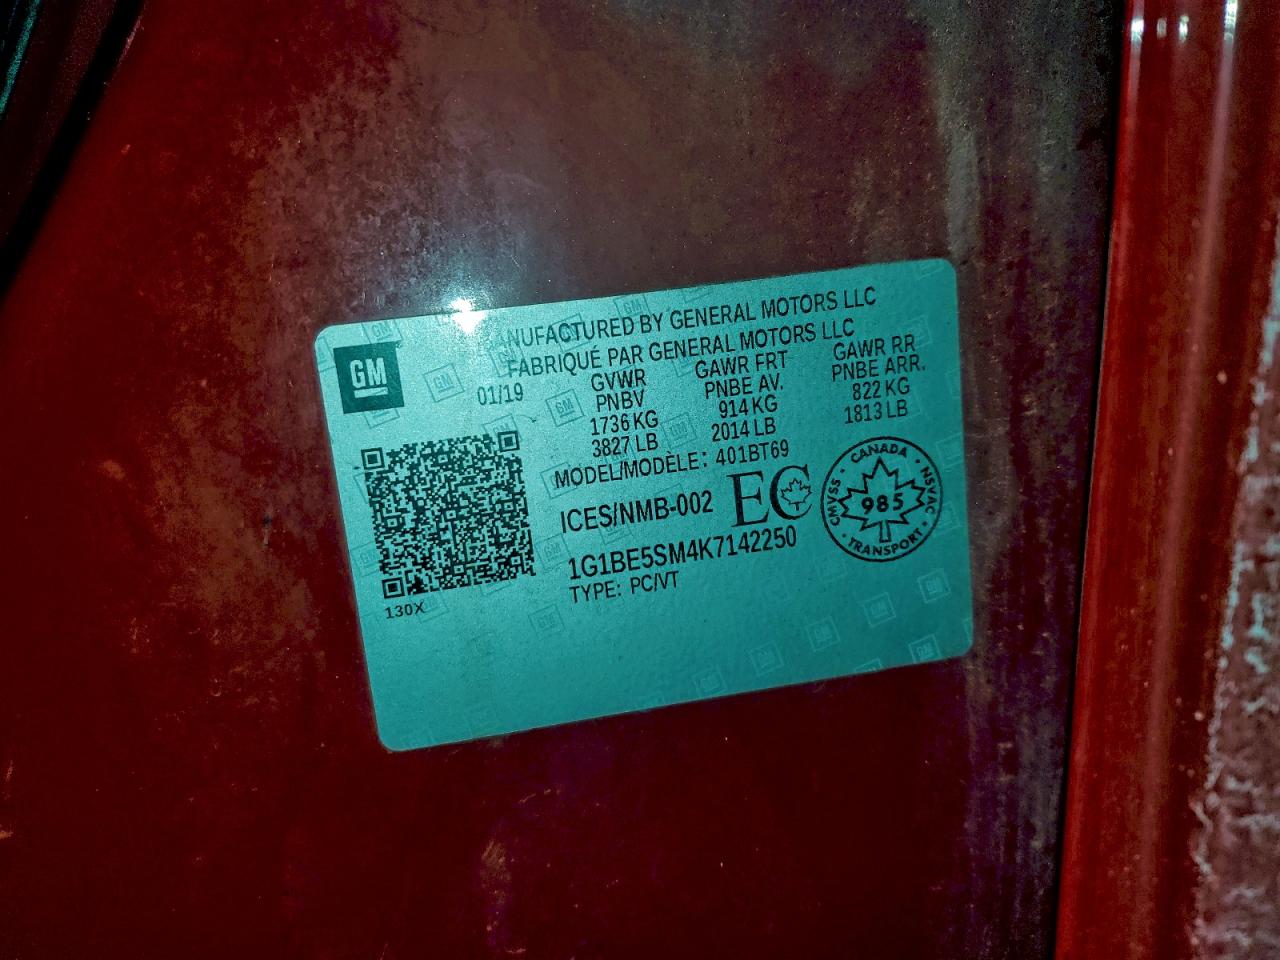 MANUFACTURED BY GENERAL MOTORS LLC
FABRIQUÉ PAR GENERAL MOTORS LLC
GM
01/19
GVWR GAWR FRT GAWR RR
PNBV PNBE AV. PNBE ARR.
1736 KG 914 KG 822 KG
3827 LB 2014 LB 1813 LB
MODEL/MODÈLE: 401BT69
ICES/NMB-002 EC
1G1BE5SM4K7142250
TYPE: PC/VT
130X
CANADA
CMVSS 985 NSVAC
TRANSPORT